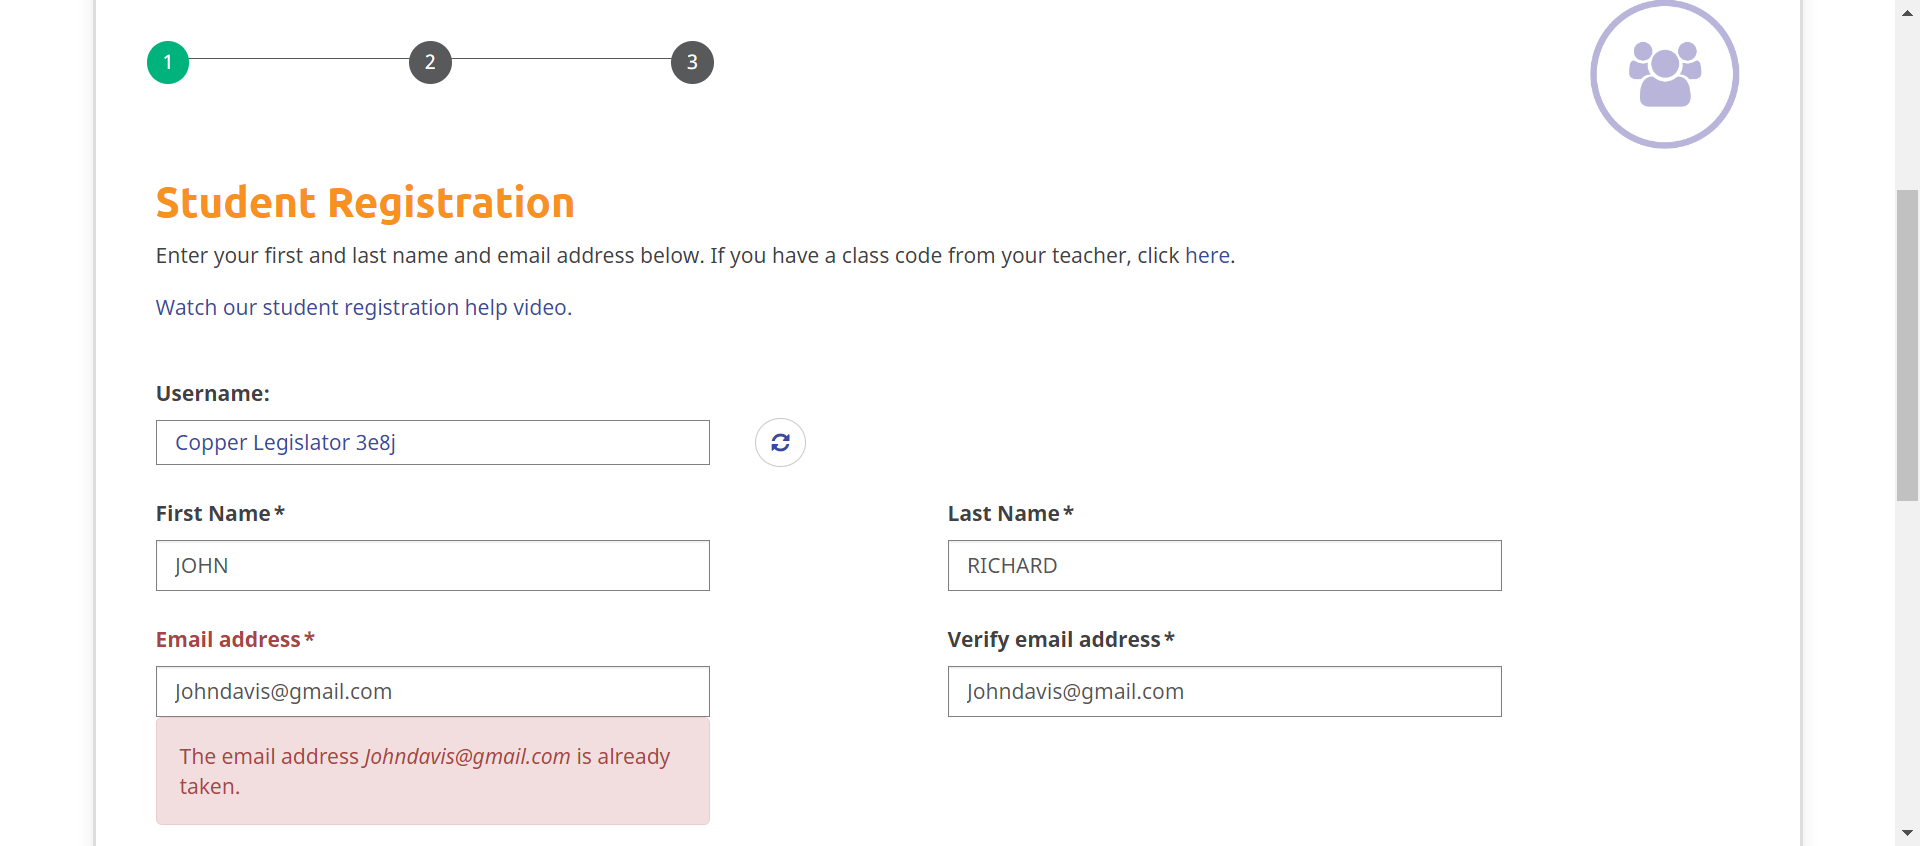 1 2 3
Student Registration
Enter your first and last name and email address below. If you have a class code from your teacher, click here.
Watch our student registration help video.
Username:
Copper Legislator 3e8j
First Name* Last Name*
JOHN RICHARD
Email address* Verify email address*
Johndavis@gmail.com Johndavis@gmail.com
The email address Johndavis@gmail.com is already
taken.